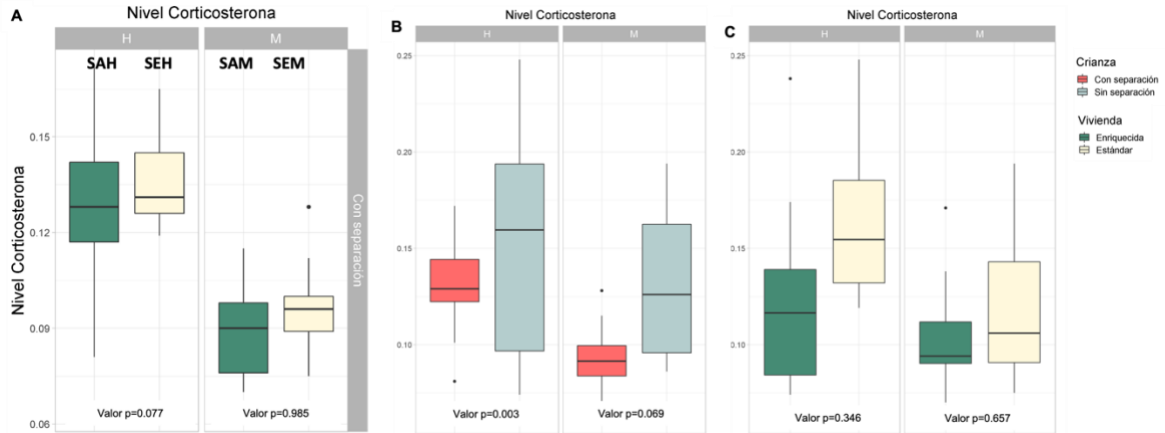 A
Nivel Corticosterona
H
M
SAH
SEH
SAM
SEM
0.15
0.12
0.09
0.06
Nivel Corticosterona
Con separación
Valor p=0.077
Valor p=0.985
B
Nivel Corticosterona
H
M
0.25
0.20
0.15
0.10
Valor p=0.003
Valor p=0.069
C
Nivel Corticosterona
H
M
0.25
0.20
0.15
0.10
Valor p=0.346
Valor p=0.657
Crianza
Con separación
Sin separación
Vivienda
Enriquecida
Estándar